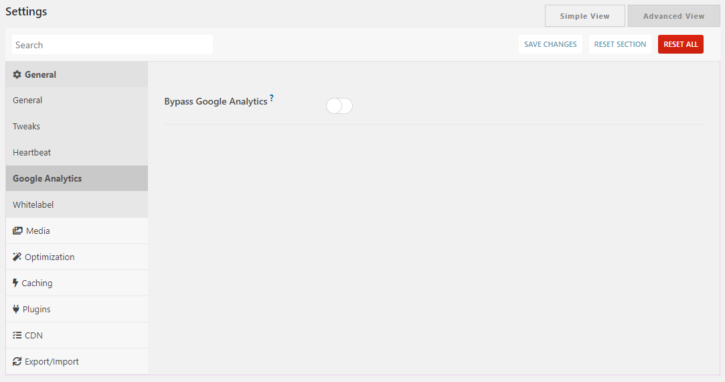 Settings
Simple View
Advanced View
Search
SAVE CHANGES
RESET SECTION
RESET ALL
General
General
Tweaks
Heartbeat
Google Analytics
Whitelabel
Media
Optimization
Caching
Plugins
CDN
Export/Import
Bypass Google Analytics ?